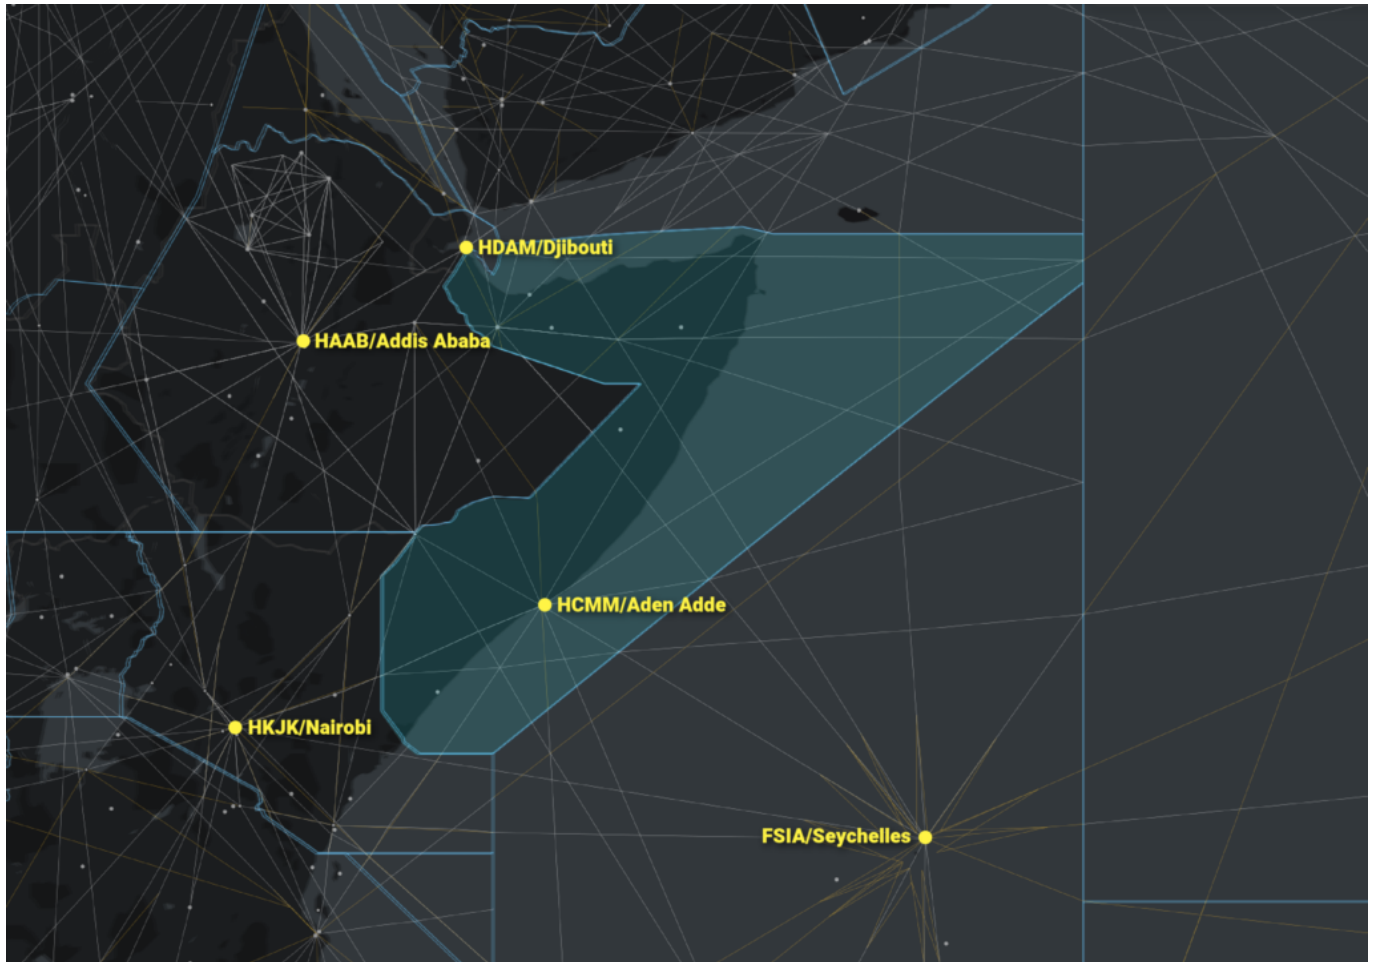 HDAM/Djibouti
HAAB/Addis Ababa
HCMM/Aden Adde
HKJK/Nairobi
FSIA/Seychelles